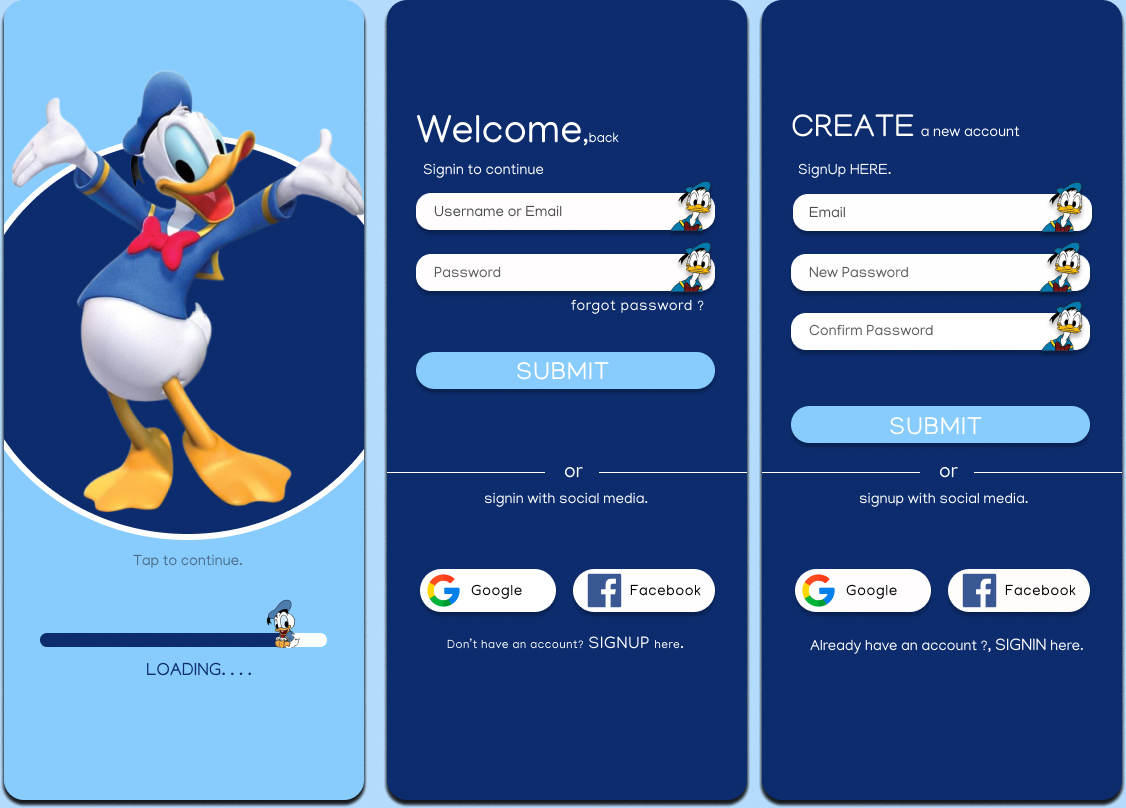 Tap to continue.
LOADING. . . .
Welcome,back
Signin to continue
Username or Email
Password
forgot password ?
SUBMIT
or
signin with social media.
Google
Facebook
Don't have an account? SIGNUP here.
CREATE a new account
SignUp HERE.
Email
New Password
Confirm Password
SUBMIT
or
signup with social media.
Google
Facebook
Already have an account ?, SIGNIN here.